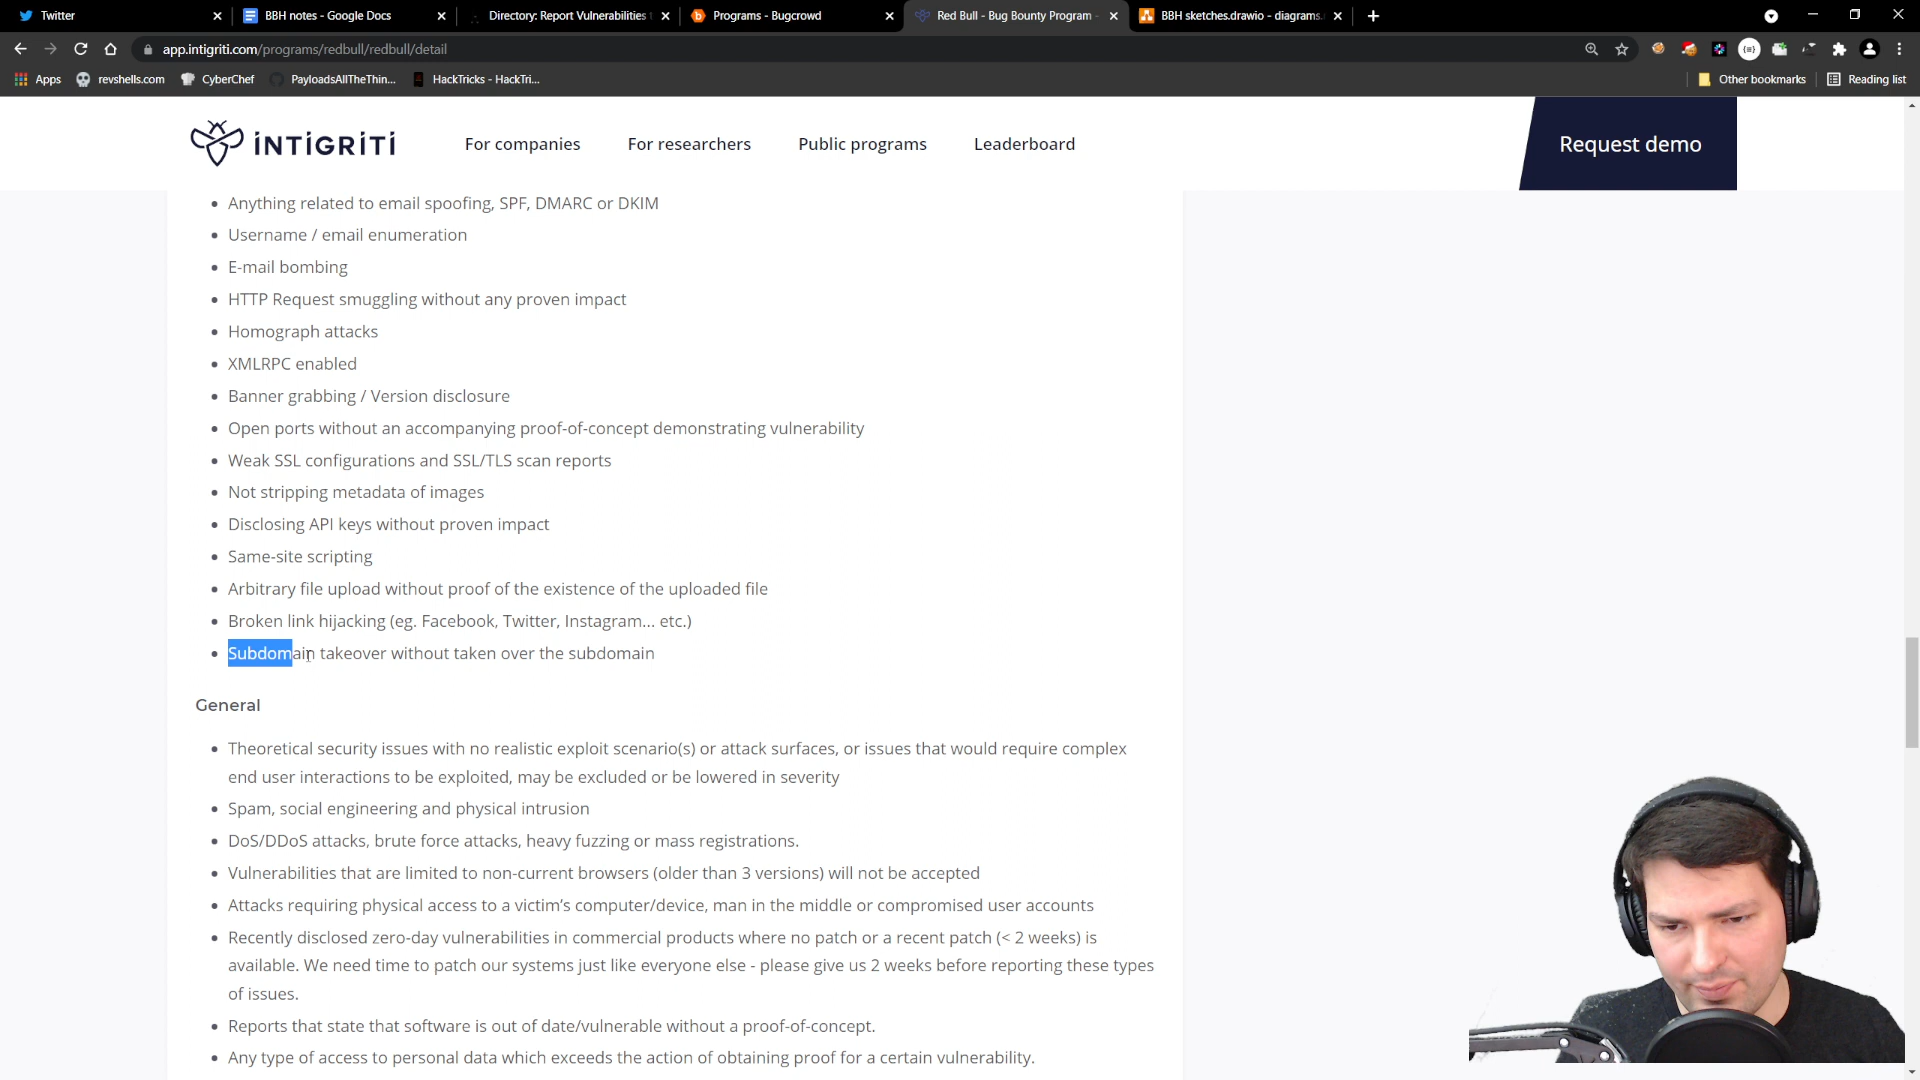 Twitter
BBH notes - Google Docs
Directory: Report Vulnerabilities
Programs - Bugcrowd
Red Bull - Bug Bounty Program -
BBH sketches.drawio - diagrams.
app.intigriti.com/programs/redbull/redbull/detail
Apps
revshells.com
CyberChef
PayloadsAllTheThin...
HackTricks - HackTri...
Other bookmarks
Reading list
INTIGRITI
For companies
For researchers
Public programs
Leaderboard
Request demo
• Anything related to email spoofing, SPF, DMARC or DKIM
• Username / email enumeration
• E-mail bombing
• HTTP Request smuggling without any proven impact
• Homograph attacks
• XMLRPC enabled
• Banner grabbing / Version disclosure
• Open ports without an accompanying proof-of-concept demonstrating vulnerability
• Weak SSL configurations and SSL/TLS scan reports
• Not stripping metadata of images
• Disclosing API keys without proven impact
• Same-site scripting
• Arbitrary file upload without proof of the existence of the uploaded file
• Broken link hijacking (eg. Facebook, Twitter, Instagram... etc.)
• Subdomain takeover without taken over the subdomain
General
• Theoretical security issues with no realistic exploit scenario(s) or attack surfaces, or issues that would require complex
end user interactions to be exploited, may be excluded or be lowered in severity
• Spam, social engineering and physical intrusion
• DoS/DDoS attacks, brute force attacks, heavy fuzzing or mass registrations.
• Vulnerabilities that are limited to non-current browsers (older than 3 versions) will not be accepted
• Attacks requiring physical access to a victim's computer/device, man in the middle or compromised user accounts
• Recently disclosed zero-day vulnerabilities in commercial products where no patch or a recent patch (< 2 weeks) is
available. We need time to patch our systems just like everyone else - please give us 2 weeks before reporting these types
of issues.
• Reports that state that software is out of date/vulnerable without a proof-of-concept.
• Any type of access to personal data which exceeds the action of obtaining proof for a certain vulnerability.